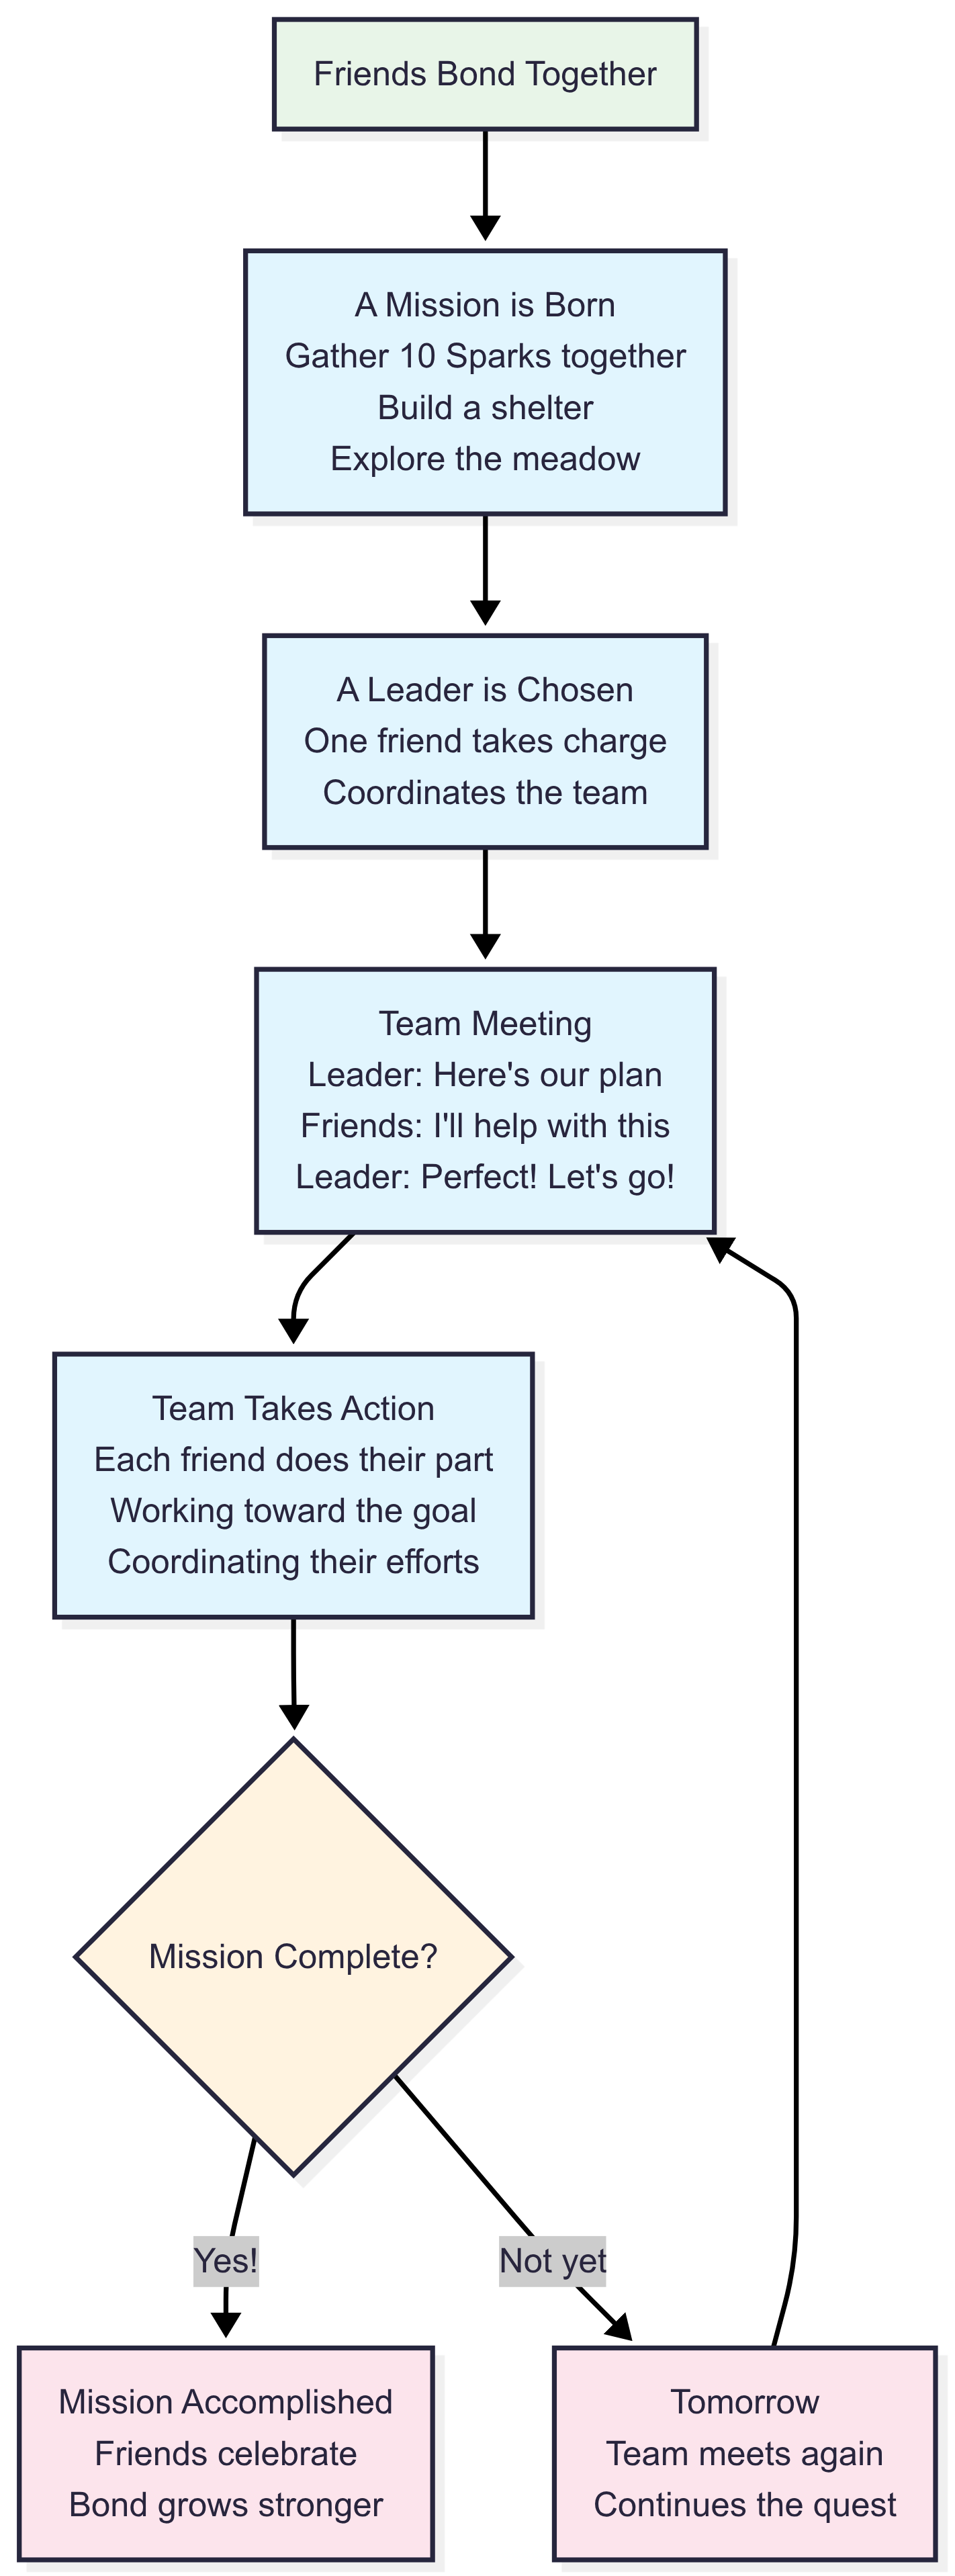 Friends Bond Together
A Mission is Born
Gather 10 Sparks together
Build a shelter
Explore the meadow
A Leader is Chosen
One friend takes charge
Coordinates the team
Team Meeting
Leader: Here's our plan
Friends: I'll help with this
Leader: Perfect! Let's go!
Team Takes Action
Each friend does their part
Working toward the goal
Coordinating their efforts
Mission Complete?
Yes!
Not yet
Mission Accomplished
Friends celebrate
Bond grows stronger
Tomorrow
Team meets again
Continues the quest